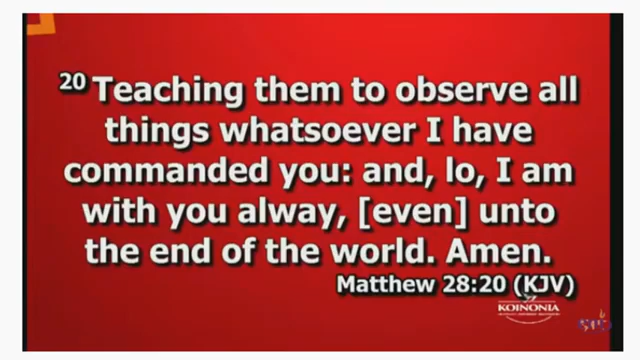 20 Teaching them to observe all
things whatsoever I have
commanded you: and, lo, I am
with you alway, [even] unto
the end of the world. Amen.
Matthew 28:20 (KJV)
KOINONIA